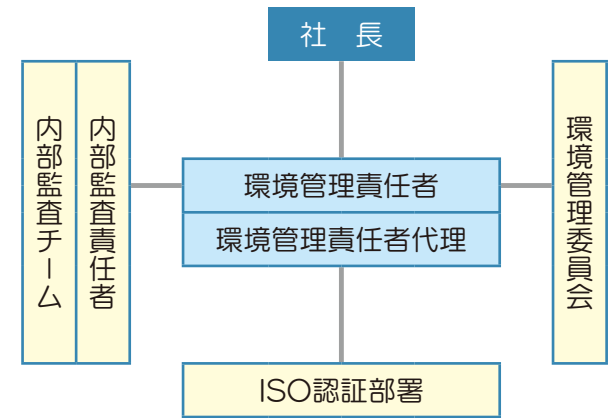 社 長
内部監査チーム
内部監査責任者
環境管理責任者
環境管理責任者代理
環境管理委員会
ISO認証部署